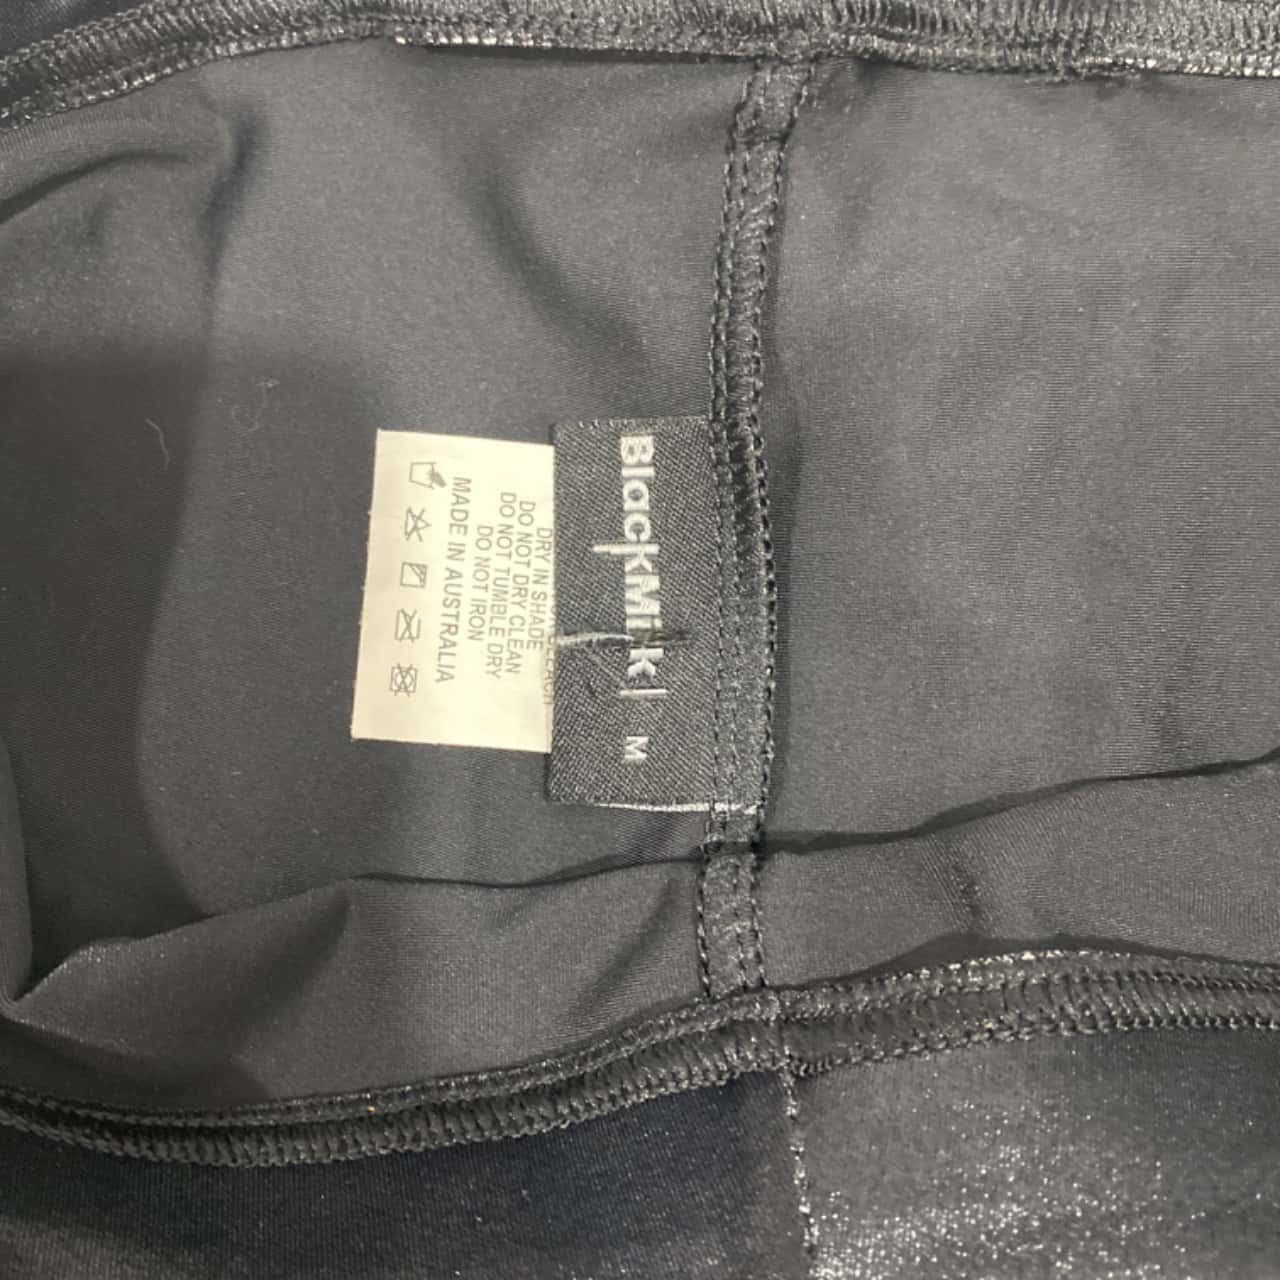 BlackMilk
M
DRY IN SHADE
DO NOT DRY CLEAN
DO NOT TUMBLE DRY
DO NOT IRON
MADE IN AUSTRALIA